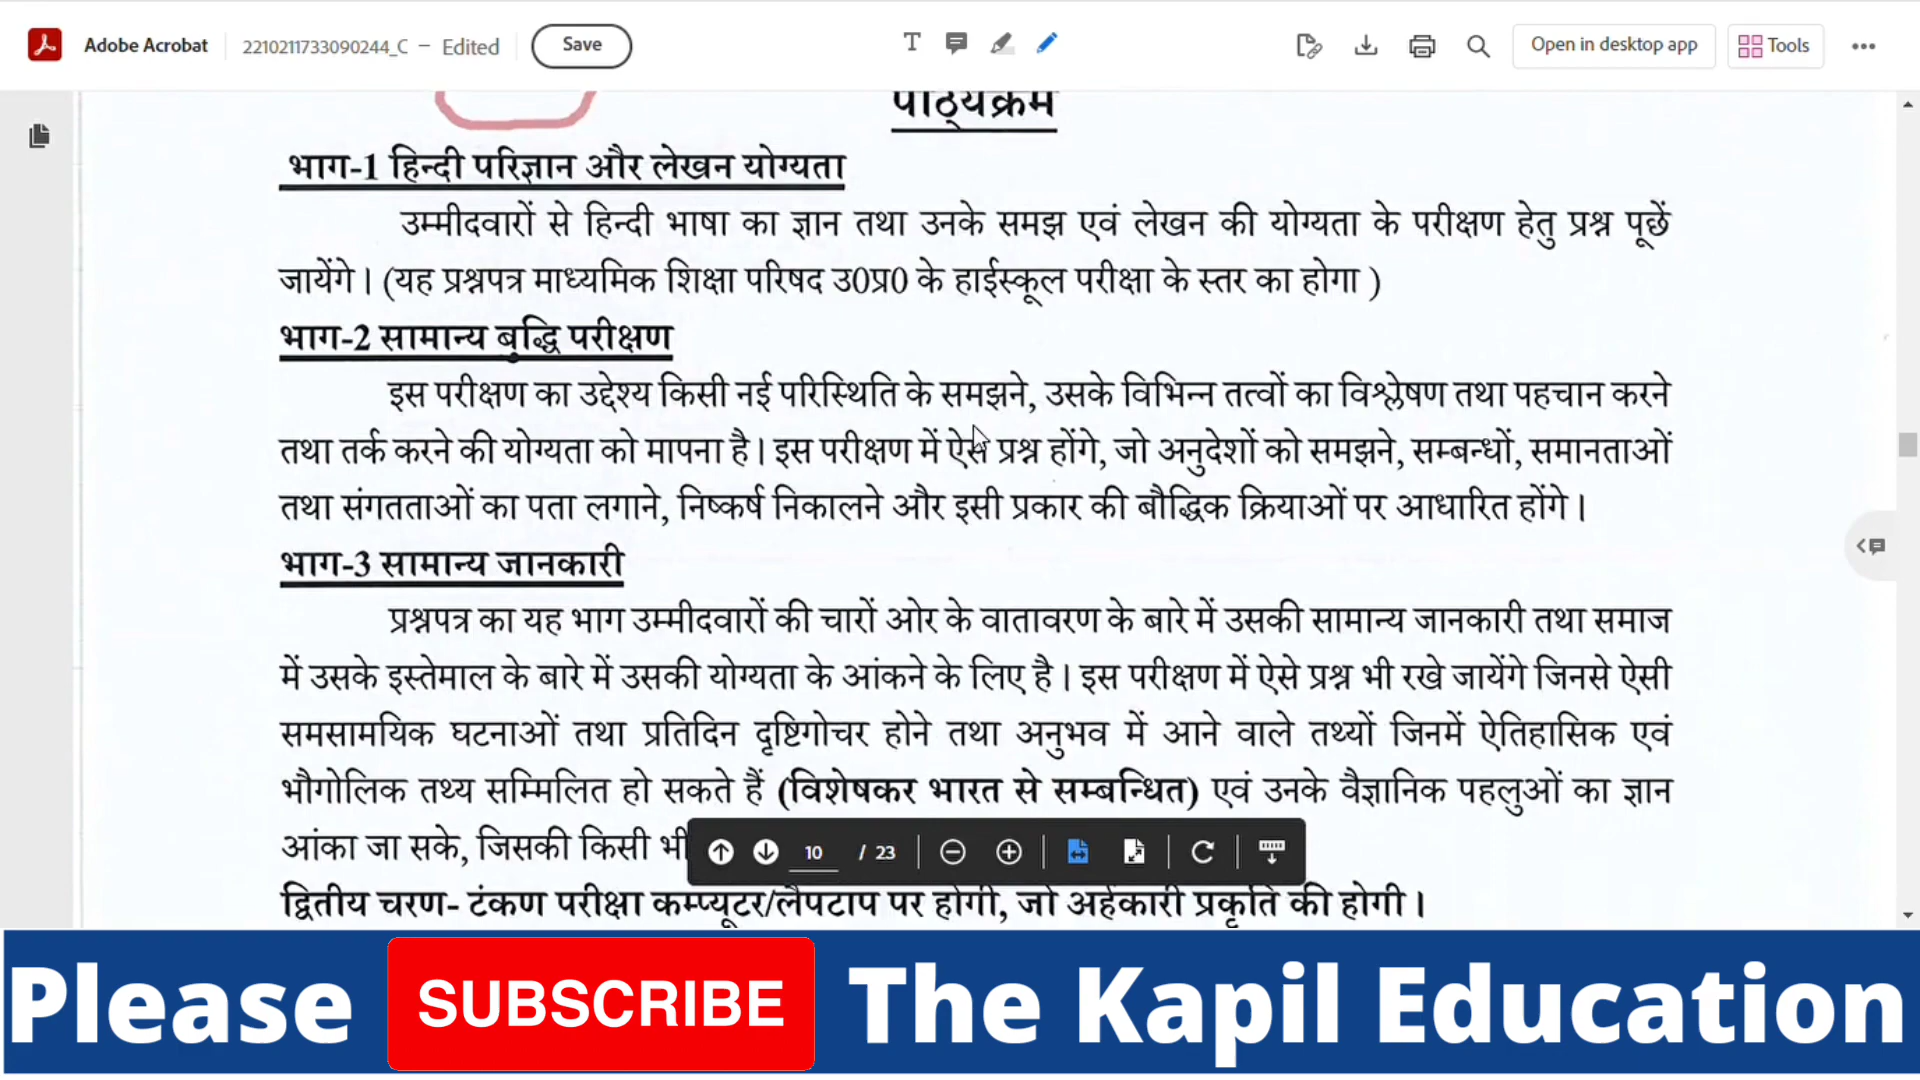 Adobe Acrobat
2210211733090244_C – Edited
Save
Open in desktop app
Tools
पाठ्यक्रम
भाग-1 हिन्दी परिज्ञान और लेखन योग्यता
उम्मीदवारों से हिन्दी भाषा का ज्ञान तथा उनके समझ एवं लेखन की योग्यता के परीक्षण हेतु प्रश्न पूछें
जायेंगे। (यह प्रश्नपत्र माध्यमिक शिक्षा परिषद उ0प्र0 के हाईस्कूल परीक्षा के स्तर का होगा )
भाग-2 सामान्य बुद्धि परीक्षण
इस परीक्षण का उद्देश्य किसी नई परिस्थिति के समझने, उसके विभिन्न तत्वों का विश्लेषण तथा पहचान करने
तथा तर्क करने की योग्यता को मापना है। इस परीक्षण में ऐसे प्रश्न होंगे, जो अनुदेशों को समझने, सम्बन्धों, समानताओं
तथा संगतताओं का पता लगाने, निष्कर्ष निकालने और इसी प्रकार की बौद्धिक क्रियाओं पर आधारित होंगे।
भाग-3 सामान्य जानकारी
प्रश्नपत्र का यह भाग उम्मीदवारों की चारों ओर के वातावरण के बारे में उसकी सामान्य जानकारी तथा समाज
में उसके इस्तेमाल के बारे में उसकी योग्यता के आंकने के लिए है। इस परीक्षण में ऐसे प्रश्न भी रखे जायेंगे जिनसे ऐसी
समसामयिक घटनाओं तथा प्रतिदिन दृष्टिगोचर होने तथा अनुभव में आने वाले तथ्यों जिनमें ऐतिहासिक एवं
भौगोलिक तथ्य सम्मिलित हो सकते हैं (विशेषकर भारत से सम्बन्धित) एवं उनके वैज्ञानिक पहलुओं का ज्ञान
आंका जा सके, जिसकी किसी भी
10 / 23
द्वितीय चरण- टंकण परीक्षा कम्प्यूटर/लैपटाप पर होगी, जो अर्हकारी प्रकृति की होगी।
Please SUBSCRIBE The Kapil Education